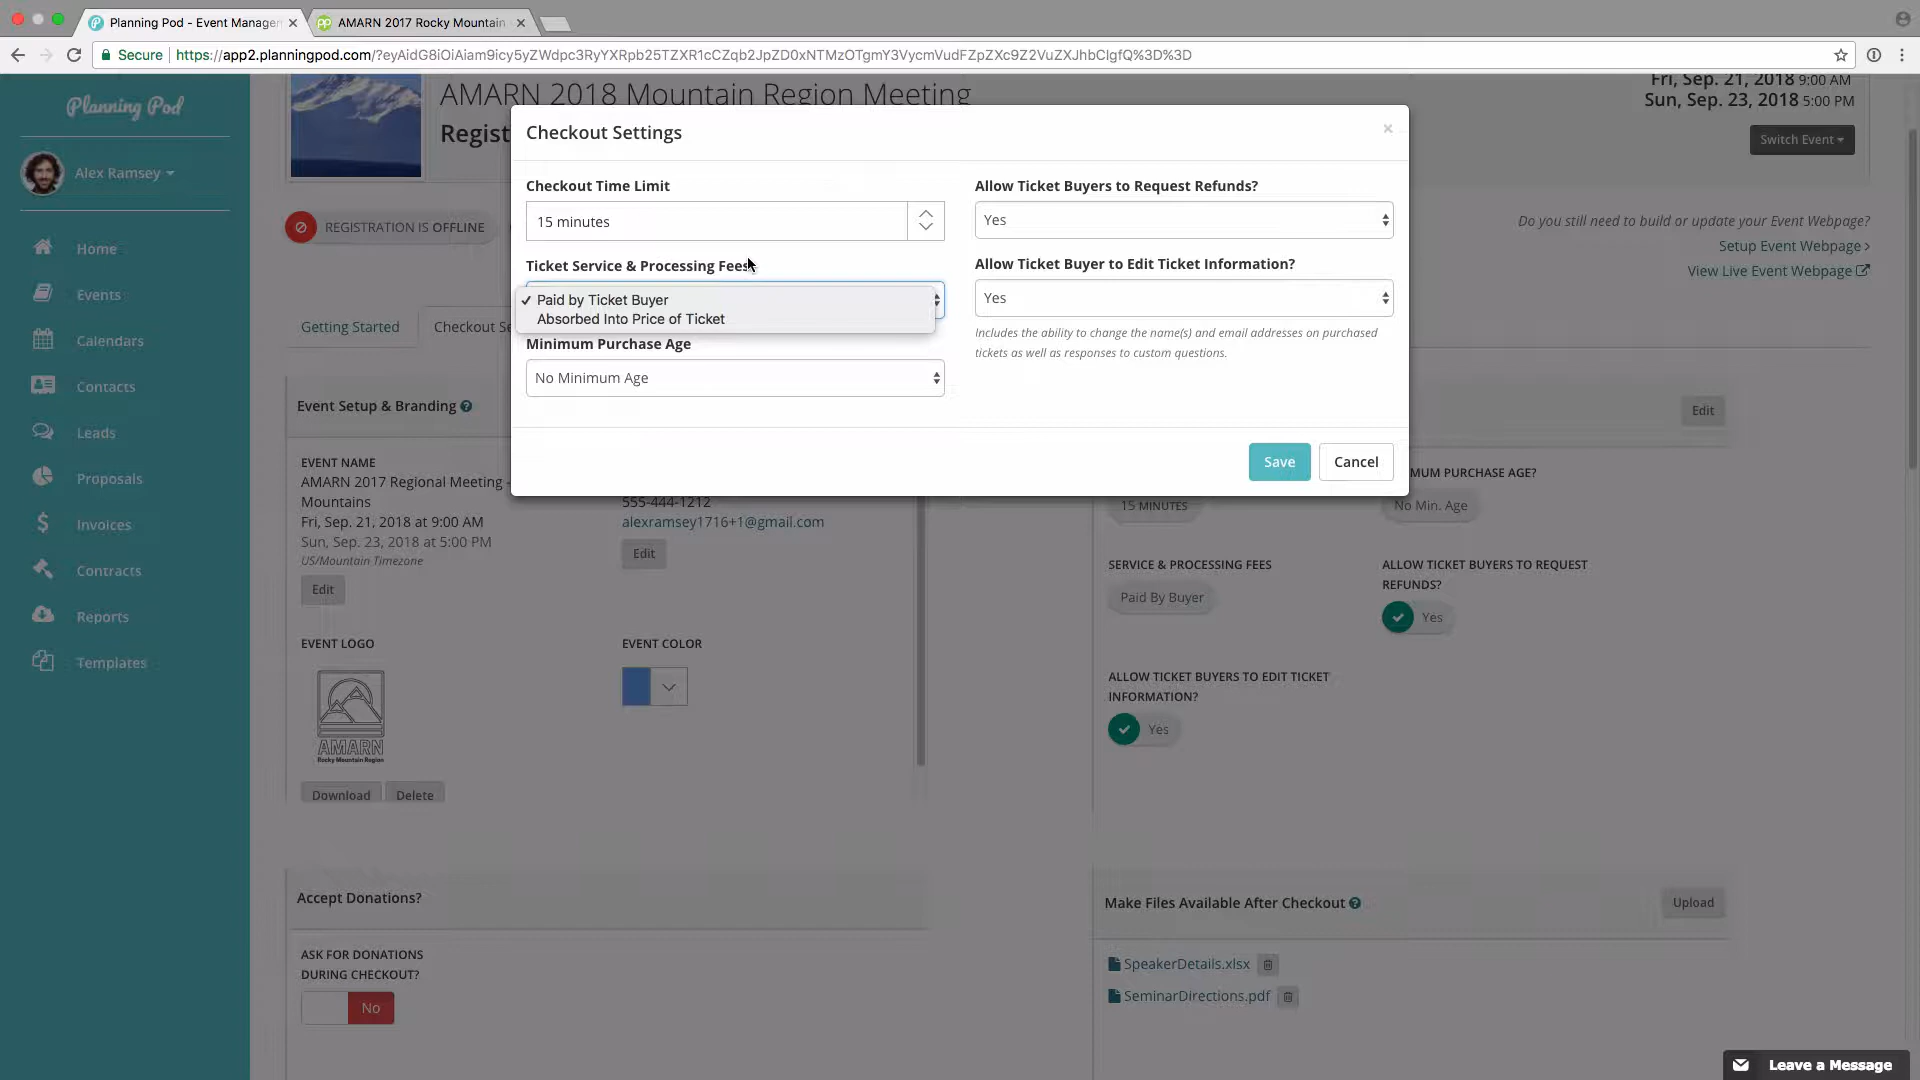 Planning Pod - Event Manager
AMARN 2017 Rocky Mountain
Secure
https://app2.planningpod.com/?eyAidG8iOiAiam9icy5yZWdpc3RyYXRpb25TZXR1cCZqb2JpZD0xNTMzOTgmY3VycmVudFZpZXc9Z2VuZXJhbCIgfQ%3D%3D
Planning Pod
Alex Ramsey
Home
Events
Calendars
Contacts
Leads
Proposals
Invoices
Contracts
Reports
Templates
AMARN 2018 Mountain Region Meeting
Regist
Fri, Sep. 21, 2018 9:00 AM
Sun, Sep. 23, 2018 5:00 PM
Switch Event
REGISTRATION IS OFFLINE
Do you still need to build or update your Event Webpage?
Setup Event Webpage >
View Live Event Webpage
Getting Started
Checkout Se
Checkout Settings
×
Checkout Time Limit
15 minutes
Ticket Service & Processing Fees
Paid by Ticket Buyer
Absorbed Into Price of Ticket
Minimum Purchase Age
No Minimum Age
Allow Ticket Buyers to Request Refunds?
Yes
Allow Ticket Buyer to Edit Ticket Information?
Yes
Includes the ability to change the name(s) and email addresses on purchased
tickets as well as responses to custom questions.
Save
Cancel
Event Setup & Branding
EVENT NAME
AMARN 2017 Regional Meeting -
Mountains
Fri, Sep. 21, 2018 at 9:00 AM
Sun, Sep. 23, 2018 at 5:00 PM
US/Mountain Timezone
Edit
555-444-1212
alexramsey1716+1@gmail.com
Edit
EVENT LOGO
AMARN
Rocky Mountain Region
Download
Delete
EVENT COLOR
Edit
15 MINUTES
MUM PURCHASE AGE?
No Min. Age
SERVICE & PROCESSING FEES
Paid By Buyer
ALLOW TICKET BUYERS TO REQUEST
REFUNDS?
Yes
ALLOW TICKET BUYERS TO EDIT TICKET
INFORMATION?
Yes
Accept Donations?
ASK FOR DONATIONS
DURING CHECKOUT?
No
Make Files Available After Checkout
Upload
SpeakerDetails.xlsx
SeminarDirections.pdf
Leave a Message